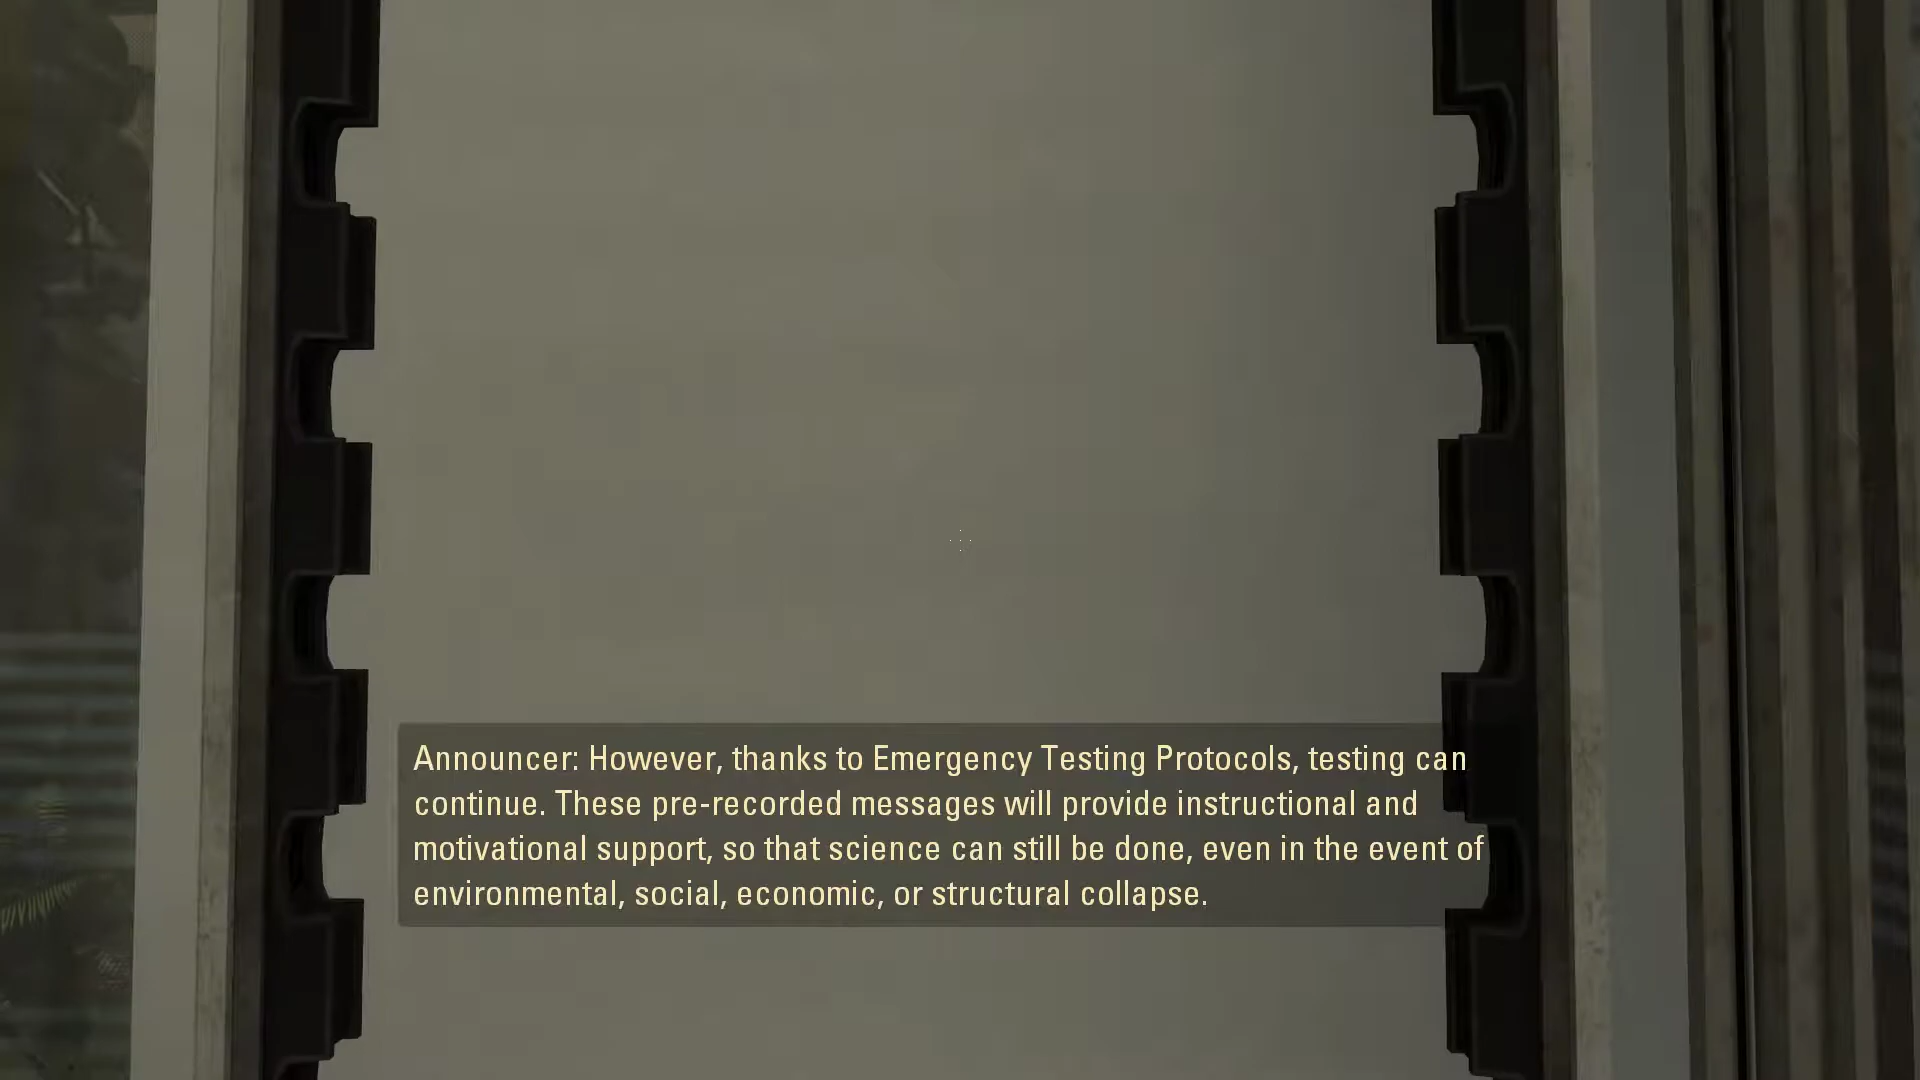 Announcer: However, thanks to Emergency Testing Protocols, testing can
continue. These pre-recorded messages will provide instructional and
motivational support, so that science can still be done, even in the event of
environmental, social, economic, or structural collapse.